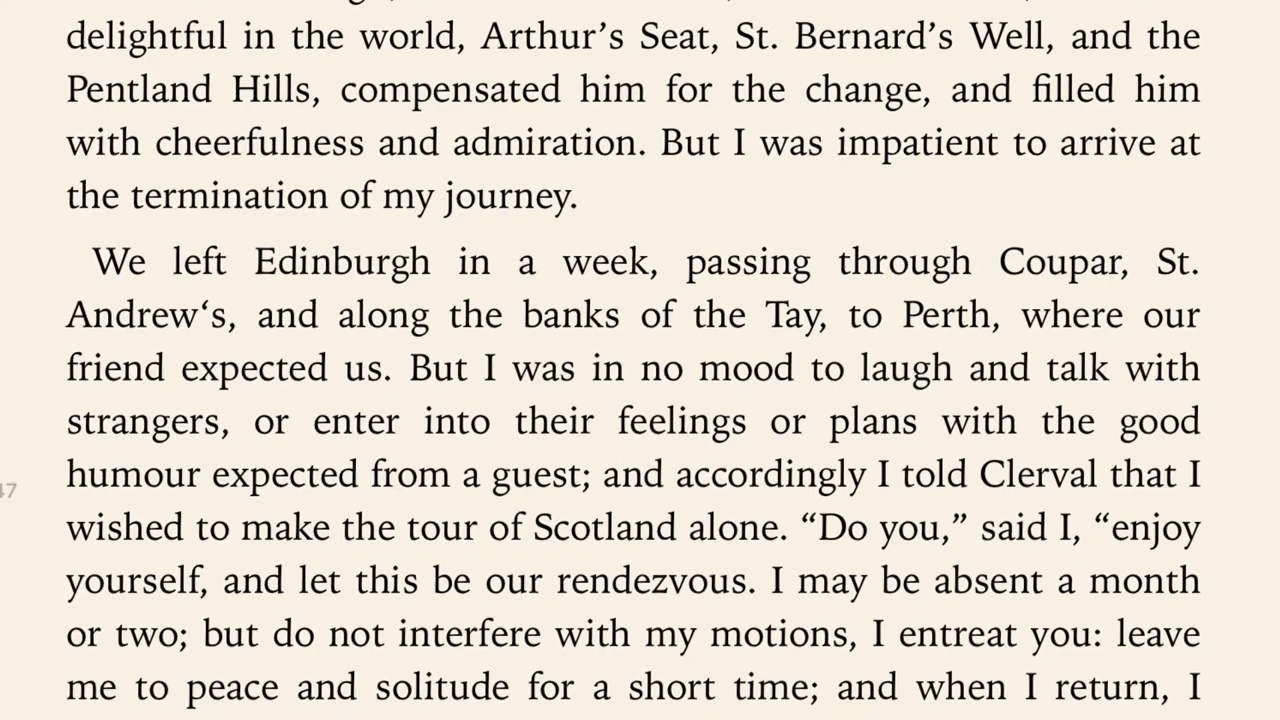 delightful in the world, Arthur’s Seat, St. Bernard’s Well, and the
Pentland Hills, compensated him for the change, and filled him
with cheerfulness and admiration. But I was impatient to arrive at
the termination of my journey.
We left Edinburgh in a week, passing through Coupar, St.
Andrew‘s, and along the banks of the Tay, to Perth, where our
friend expected us. But I was in no mood to laugh and talk with
strangers, or enter into their feelings or plans with the good
humour expected from a guest; and accordingly I told Clerval that I
wished to make the tour of Scotland alone. “Do you,” said I, “enjoy
yourself, and let this be our rendezvous. I may be absent a month
or two; but do not interfere with my motions, I entreat you: leave
me to peace and solitude for a short time; and when I return, I